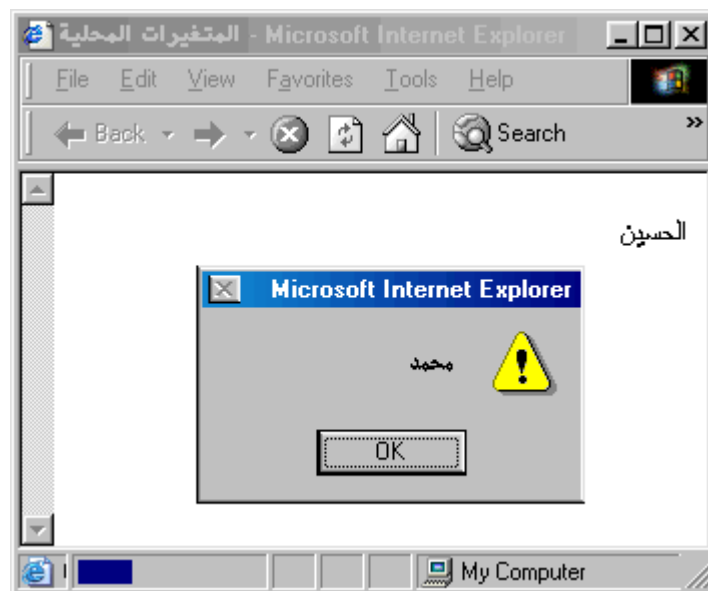 المتغيرات المحلية - Microsoft Internet Explorer
File Edit View Favorites Tools Help
Back Search »
الحسين
Microsoft Internet Explorer
محمد
OK
My Computer